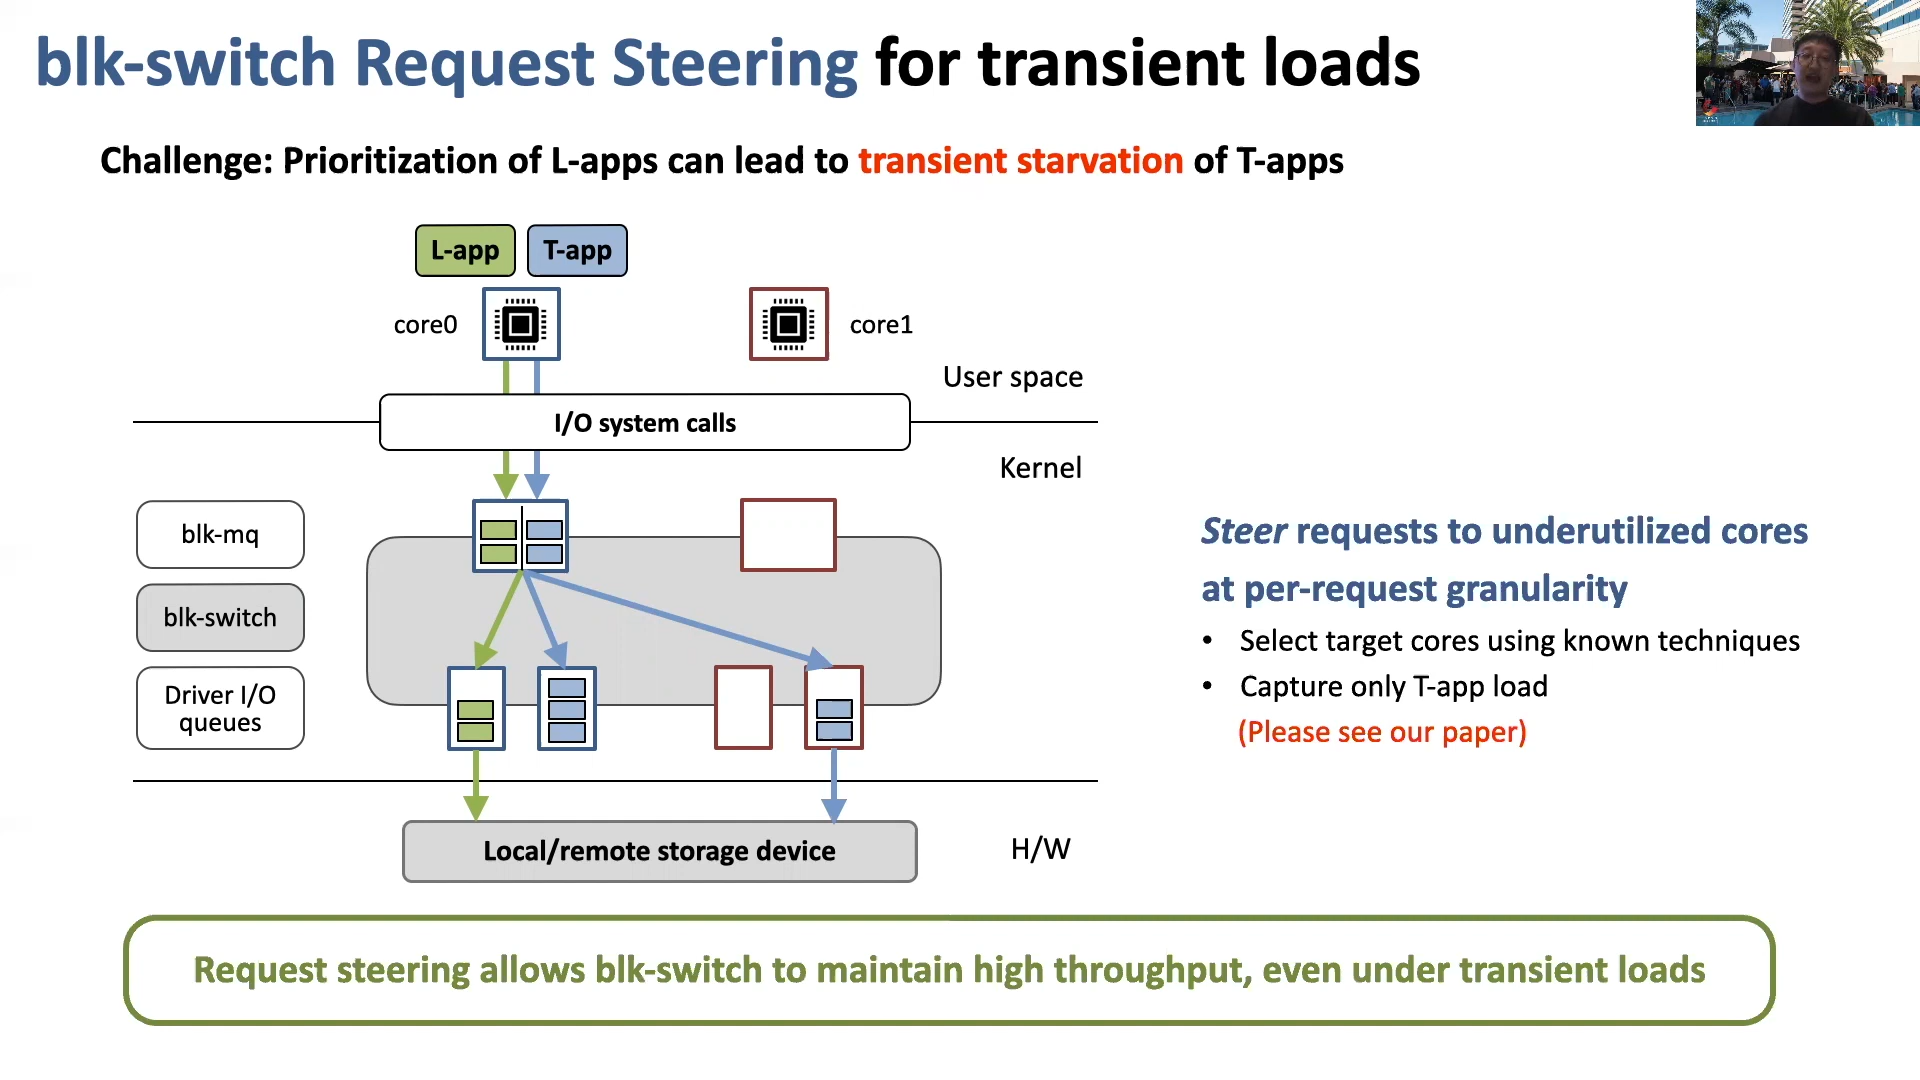 blk-switch Request Steering for transient loads
Challenge: Prioritization of L-apps can lead to transient starvation of T-apps
L-app
T-app
core0
core1
User space
I/O system calls
Kernel
blk-mq
blk-switch
Driver I/O
queues
Local/remote storage device
H/W
Steer requests to underutilized cores
at per-request granularity
• Select target cores using known techniques
• Capture only T-app load
(Please see our paper)
Request steering allows blk-switch to maintain high throughput, even under transient loads